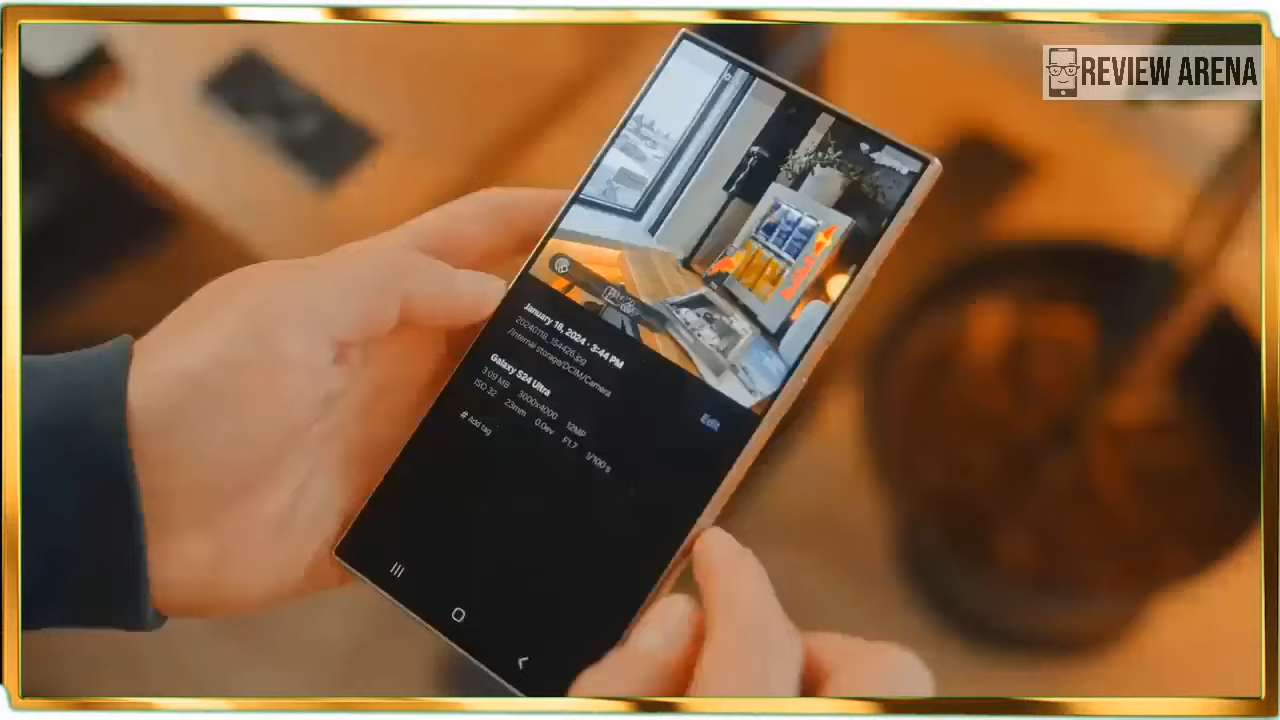 REVIEW ARENA
January 18, 2024 · 3:44 PM
20240118_154426.jpg
/Internal storage/DCIM/Camera
Galaxy S24 Ultra
3.09 MB 3000x4000 12MP
ISO 32 23mm 0.0ev F1.7 1/100 s
# Add tag
Edit